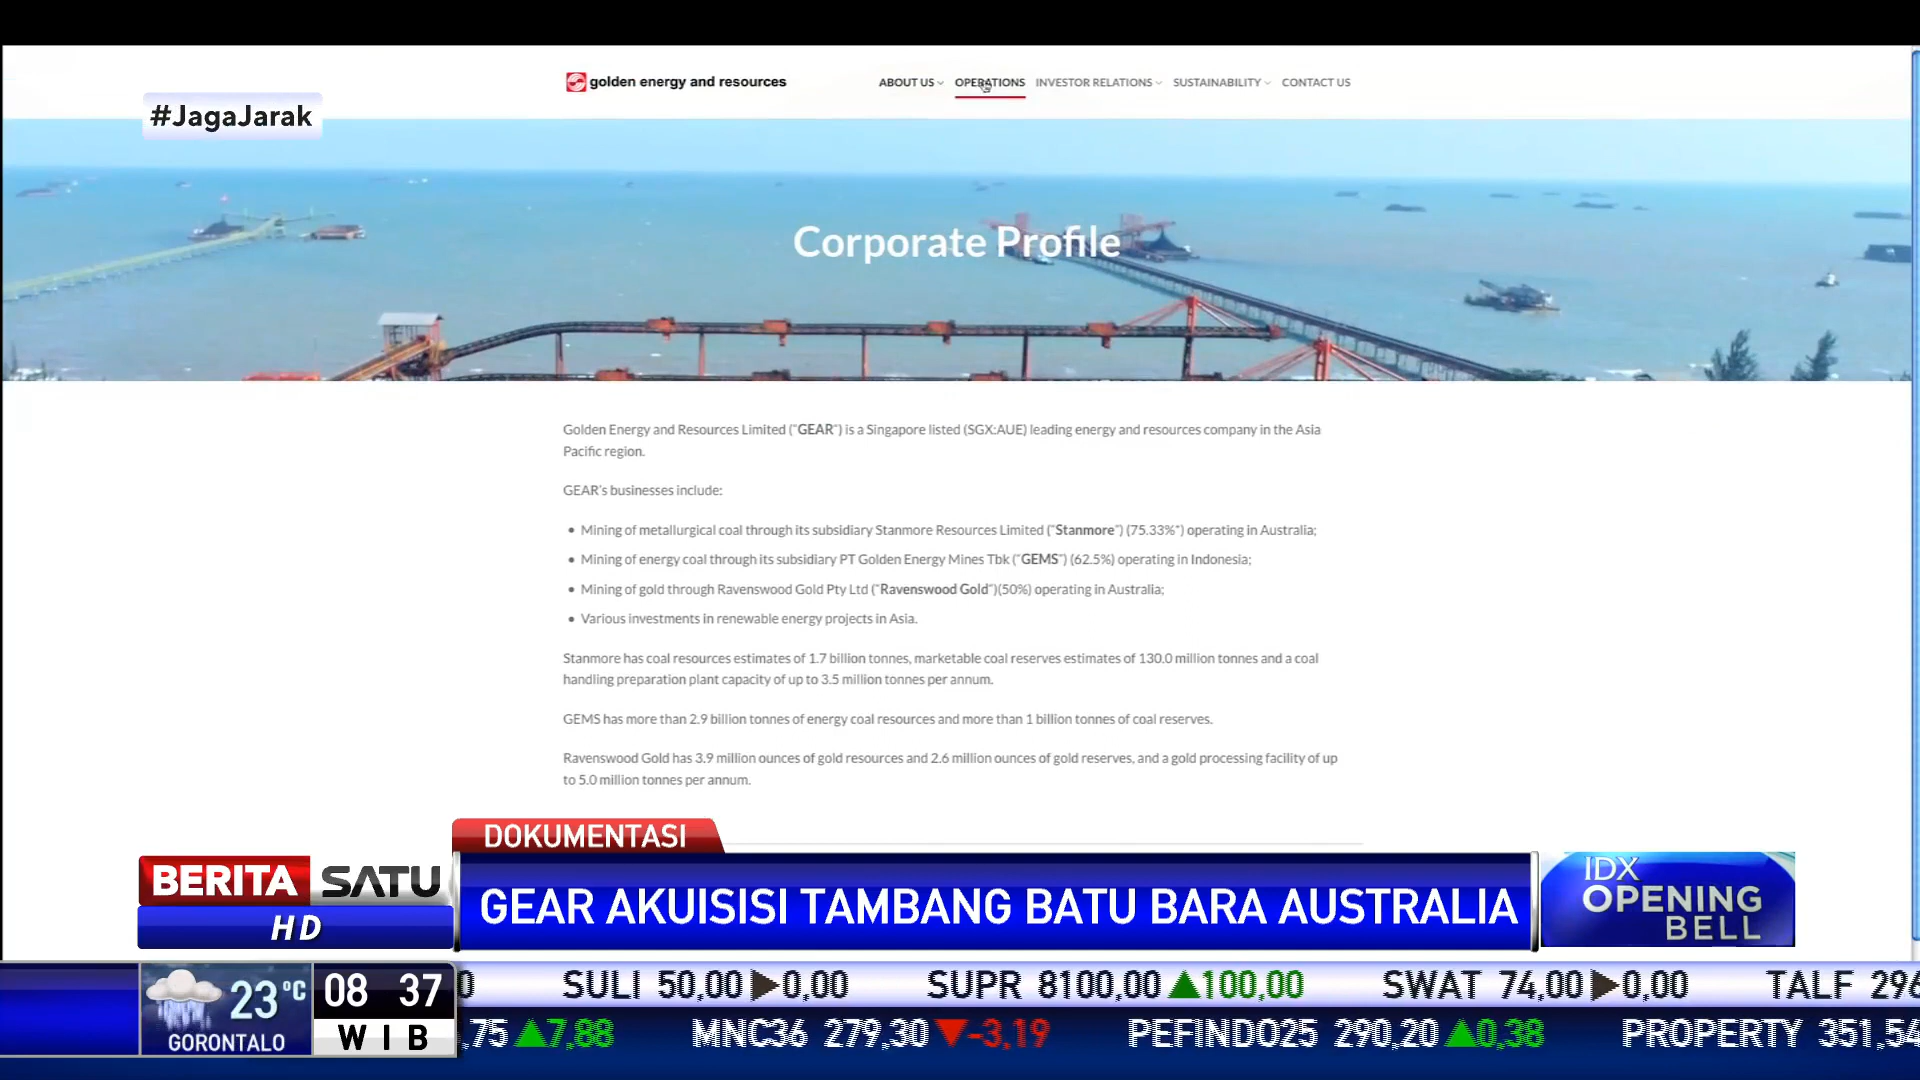 golden energy and resources
ABOUT US OPERATIONS INVESTOR RELATIONS SUSTAINABILITY CONTACT US
#JagaJarak
Corporate Profile
Golden Energy and Resources Limited ("GEAR") is a Singapore listed (SGX:AUE) leading energy and resources company in the Asia
Pacific region.
GEAR's businesses include:
• Mining of metallurgical coal through its subsidiary Stanmore Resources Limited ("Stanmore") (75.33%*) operating in Australia;
• Mining of energy coal through its subsidiary PT Golden Energy Mines Tbk ("GEMS") (62.5%) operating in Indonesia;
• Mining of gold through Ravenswood Gold Pty Ltd ("Ravenswood Gold")(50%) operating in Australia;
• Various investments in renewable energy projects in Asia.
Stanmore has coal resources estimates of 1.7 billion tonnes, marketable coal reserves estimates of 130.0 million tonnes and a coal
handling preparation plant capacity of up to 3.5 million tonnes per annum.
GEMS has more than 2.9 billion tonnes of energy coal resources and more than 1 billion tonnes of coal reserves.
Ravenswood Gold has 3.9 million ounces of gold resources and 2.6 million ounces of gold reserves, and a gold processing facility of up
to 5.0 million tonnes per annum.
DOKUMENTASI
BERITA SATU
HD
GEAR AKUISISI TAMBANG BATU BARA AUSTRALIA
IDX
OPENING
BELL
23°C
GORONTALO
08 37
WIB
0 SULI 50,00 ▶0,00 SUPR 8100,00 ▲100,00 SWAT 74,00 ▶0,00 TALF 296
,75 ▲7,88 MNC36 279,30 ▼-3,19 PEFINDO25 290,20 ▲0,38 PROPERTY 351,54